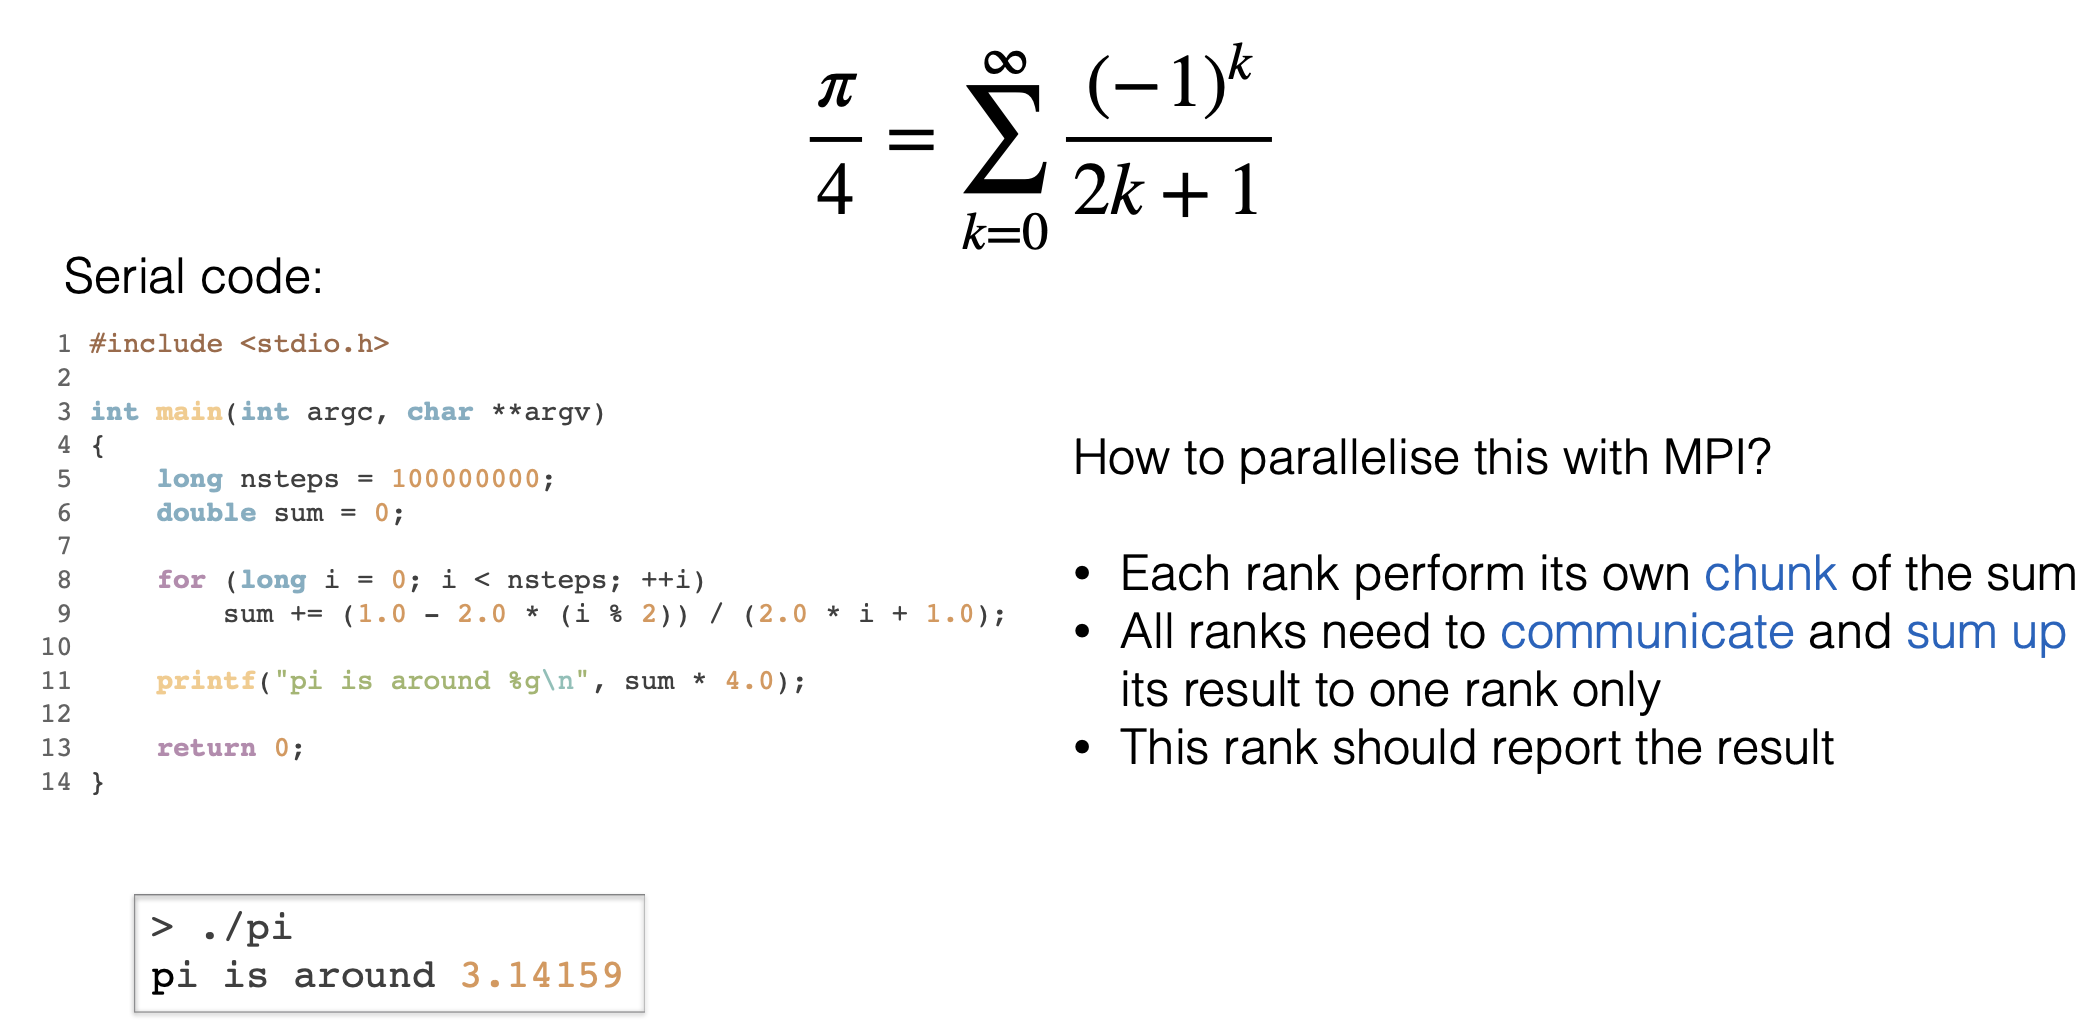 π/4 = ∑_{k=0}^{∞} (−1)^k / (2k + 1)
Serial code:
1 #include <stdio.h>
2
3 int main(int argc, char **argv)
4 {
5     long nsteps = 100000000;
6     double sum = 0;
7
8     for (long i = 0; i < nsteps; ++i)
9         sum += (1.0 - 2.0 * (i % 2)) / (2.0 * i + 1.0);
10
11     printf("pi is around %g\n", sum * 4.0);
12
13     return 0;
14 }
> ./pi
pi is around 3.14159
How to parallelise this with MPI?
• Each rank perform its own chunk of the sum
• All ranks need to communicate and sum up
its result to one rank only
• This rank should report the result